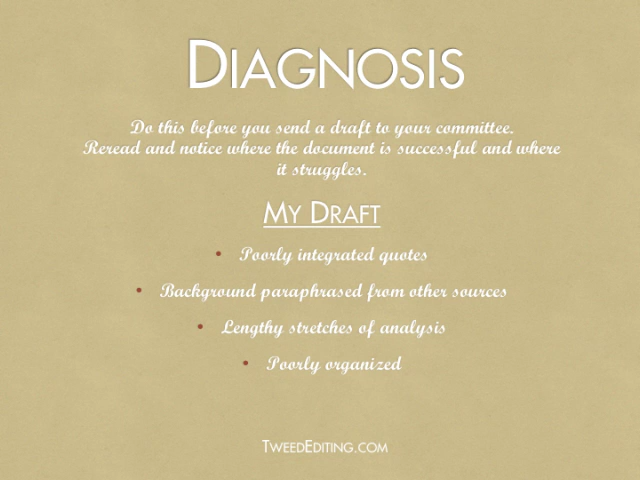 Diagnosis
Do this before you send a draft to your committee.
Reread and notice where the document is successful and where
it struggles.
My Draft
• Poorly integrated quotes
• Background paraphrased from other sources
• Lengthy stretches of analysis
• Poorly organized
TweedEditing.com